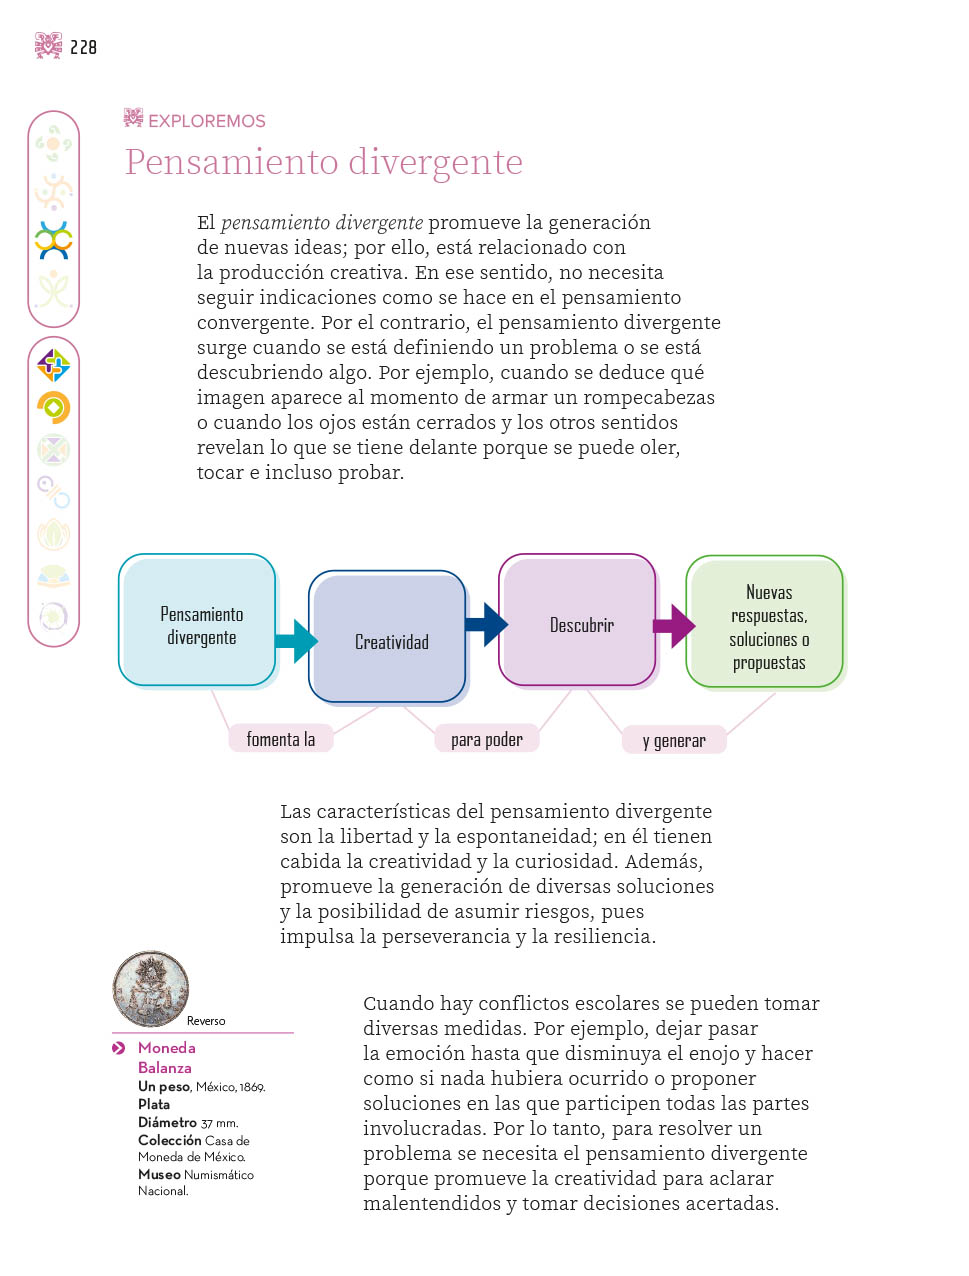 228
EXPLOREMOS
Pensamiento divergente
El pensamiento divergente promueve la generación
de nuevas ideas; por ello, está relacionado con
la producción creativa. En ese sentido, no necesita
seguir indicaciones como se hace en el pensamiento
convergente. Por el contrario, el pensamiento divergente
surge cuando se está definiendo un problema o se está
descubriendo algo. Por ejemplo, cuando se deduce qué
imagen aparece al momento de armar un rompecabezas
o cuando los ojos están cerrados y los otros sentidos
revelan lo que se tiene delante porque se puede oler,
tocar e incluso probar.
Pensamiento
divergente
Creatividad
Descubrir
Nuevas
respuestas,
soluciones o
propuestas
fomenta la
para poder
y generar
Las características del pensamiento divergente
son la libertad y la espontaneidad; en él tienen
cabida la creatividad y la curiosidad. Además,
promueve la generación de diversas soluciones
y la posibilidad de asumir riesgos, pues
impulsa la perseverancia y la resiliencia.
Reverso
Moneda
Balanza
Un peso, México, 1869.
Plata
Diámetro 37 mm.
Colección Casa de
Moneda de México.
Museo Numismático
Nacional.
Cuando hay conflictos escolares se pueden tomar
diversas medidas. Por ejemplo, dejar pasar
la emoción hasta que disminuya el enojo y hacer
como si nada hubiera ocurrido o proponer
soluciones en las que participen todas las partes
involucradas. Por lo tanto, para resolver un
problema se necesita el pensamiento divergente
porque promueve la creatividad para aclarar
malentendidos y tomar decisiones acertadas.